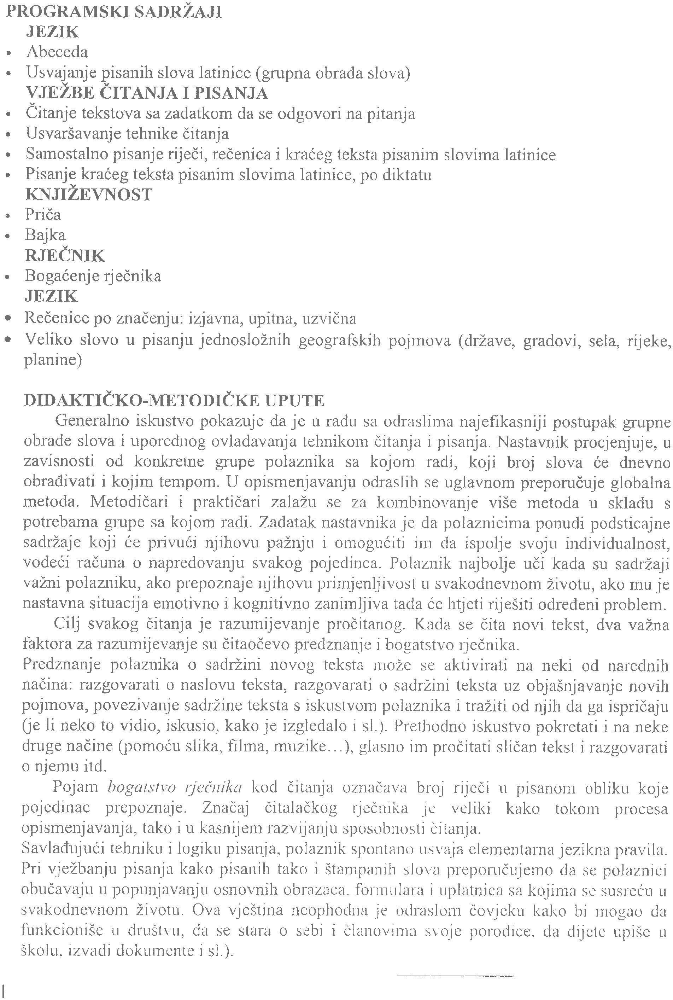 PROGRAMSKI SADRŽAJI
JEZIK
• Abeceda
• Usvajanje pisanih slova latinice (grupna obrada slova)
VJEŽBE ČITANJA I PISANJA
• Čitanje tekstova sa zadatkom da se odgovori na pitanja
• Usvaršavanje tehnike čitanja
• Samostalno pisanje riječi, rečenica i kraćeg teksta pisanim slovima latinice
• Pisanje kraćeg teksta pisanim slovima latinice, po diktatu
KNJIŽEVNOST
• Priča
• Bajka
RJEČNIK
• Bogaćenje rječnika
JEZIK
• Rečenice po značenju: izjavna, upitna, uzvična
• Veliko slovo u pisanju jednosložnih geografskih pojmova (države, gradovi, sela, rijeke,
planine)
DIDAKTIČKO-METODIČKE UPUTE
Generalno iskustvo pokazuje da je u radu sa odraslima najefikasniji postupak grupne
obrade slova i uporednog ovladavanja tehnikom čitanja i pisanja. Nastavnik procjenjuje, u
zavisnosti od konkretne grupe polaznika sa kojom radi, koji broj slova će dnevno
obrađivati i kojim tempom. U opismenjavanju odraslih se uglavnom preporučuje globalna
metoda. Metodičari i praktičari zalažu se za kombinovanje više metoda u skladu s
potrebama grupe sa kojom radi. Zadatak nastavnika je da polaznicima ponudi podsticajne
sadržaje koji će privući njihovu pažnju i omogućiti im da ispolje svoju individualnost,
vodeći računa o napredovanju svakog pojedinca. Polaznik najbolje uči kada su sadržaji
važni polazniku, ako prepoznaje njihovu primjenljivost u svakodnevnom životu, ako mu je
nastavna situacija emotivno i kognitivno zanimljiva tada će htjeti riješiti određeni problem.
Cilj svakog čitanja je razumijevanje pročitanog. Kada se čita novi tekst, dva važna
faktora za razumijevanje su čitaočevo predznanje i bogatstvo rječnika.
Predznanje polaznika o sadržini novog teksta može se aktivirati na neki od narednih
načina: razgovarati o naslovu teksta, razgovarati o sadržini teksta uz objašnjavanje novih
pojmova, povezivanje sadržine teksta s iskustvom polaznika i tražiti od njih da ga ispričaju
(je li neko to vidio, iskusio, kako je izgledalo i sl.). Prethodno iskustvo pokretati i na neke
druge načine (pomoću slika, filma, muzike...), glasno im pročitati sličan tekst i razgovarati
o njemu itd.
Pojam bogatstvo rječnika kod čitanja označava broj riječi u pisanom obliku koje
pojedinac prepoznaje. Značaj čitalačkog rječnika je veliki kako tokom procesa
opismenjavanja, tako i u kasnijem razvijanju sposobnosti čitanja.
Savlađujući tehniku i logiku pisanja, polaznik spontano usvaja elementarna jezikna pravila.
Pri vježbanju pisanja kako pisanih tako i štampanih slova preporučujemo da se polaznici
obučavaju u popunjavanju osnovnih obrazaca, formulara i uplatnica sa kojima se susreću u
svakodnevnom životu. Ova vještina neophodna je odraslom čovjeku kako bi mogao da
funkcioniše u društvu, da se stara o sebi i članovima svoje porodice, da dijete upiše u
školu, izvadi dokumente i sl.).